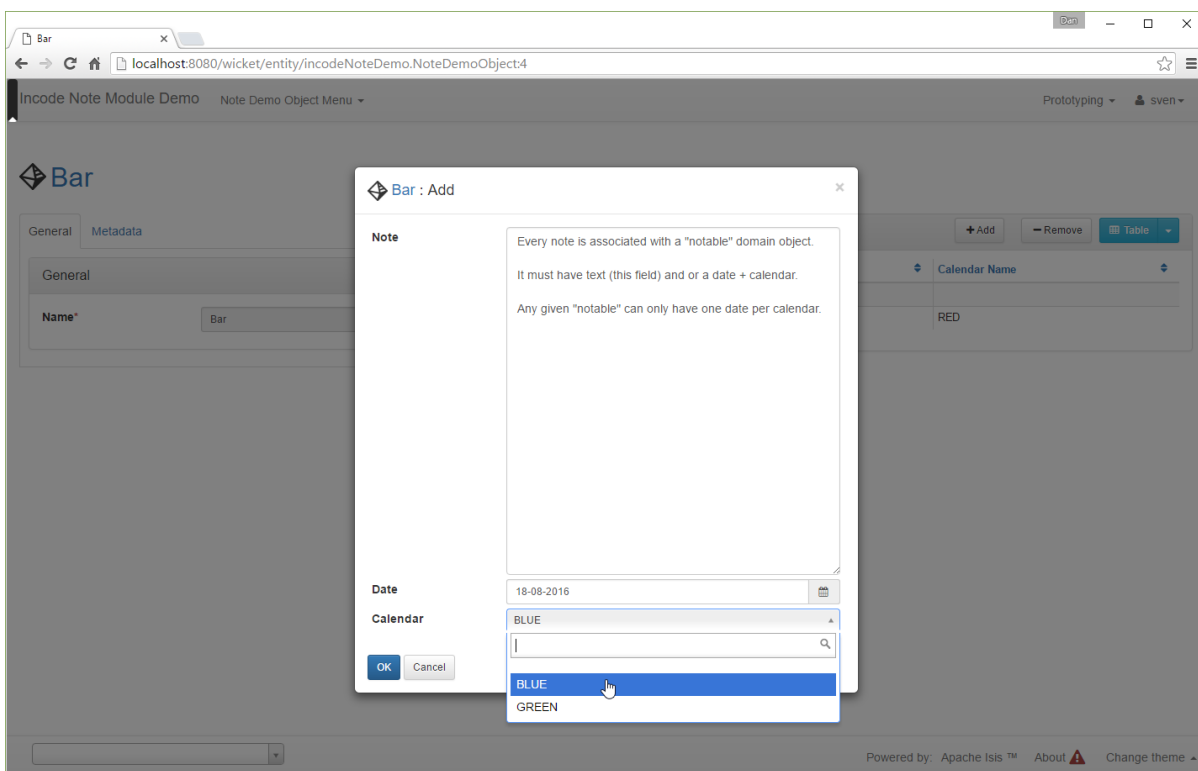 Dan
Bar
localhost:8080/wicket/entity/incodeNoteDemo.NoteDemoObject:4
Incode Note Module Demo Note Demo Object Menu Prototyping sven
Bar
General Metadata
Add Remove Table
General
Name* Bar
Calendar Name
RED
Bar : Add ×
Note
Every note is associated with a "notable" domain object.
It must have text (this field) and or a date + calendar.
Any given "notable" can only have one date per calendar.
Date 18-08-2016
Calendar BLUE
BLUE
GREEN
OK Cancel
Powered by: Apache Isis ™ About Change theme